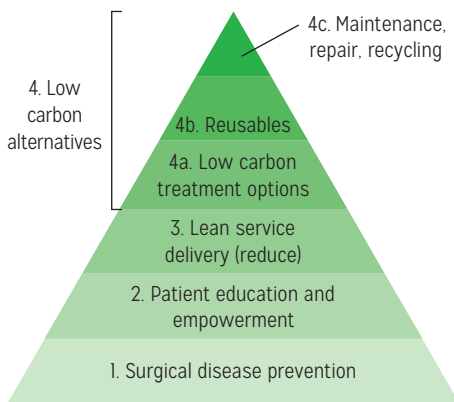 4c. Maintenance,
repair, recycling
4. Low
carbon
alternatives
4b. Reusables
4a. Low carbon
treatment options
3. Lean service
delivery (reduce)
2. Patient education and
empowerment
1. Surgical disease prevention